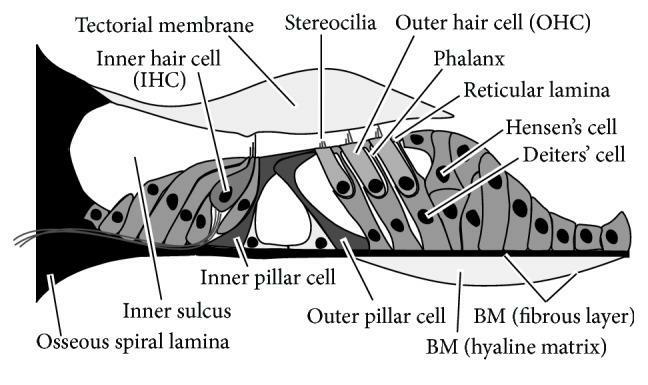 Tectorial membrane
Stereocilia
Outer hair cell (OHC)
Inner hair cell
(IHC)
Phalanx
Reticular lamina
Hensen's cell
Deiters' cell
Inner pillar cell
Inner sulcus
Outer pillar cell
BM (fibrous layer)
Osseous spiral lamina
BM (hyaline matrix)